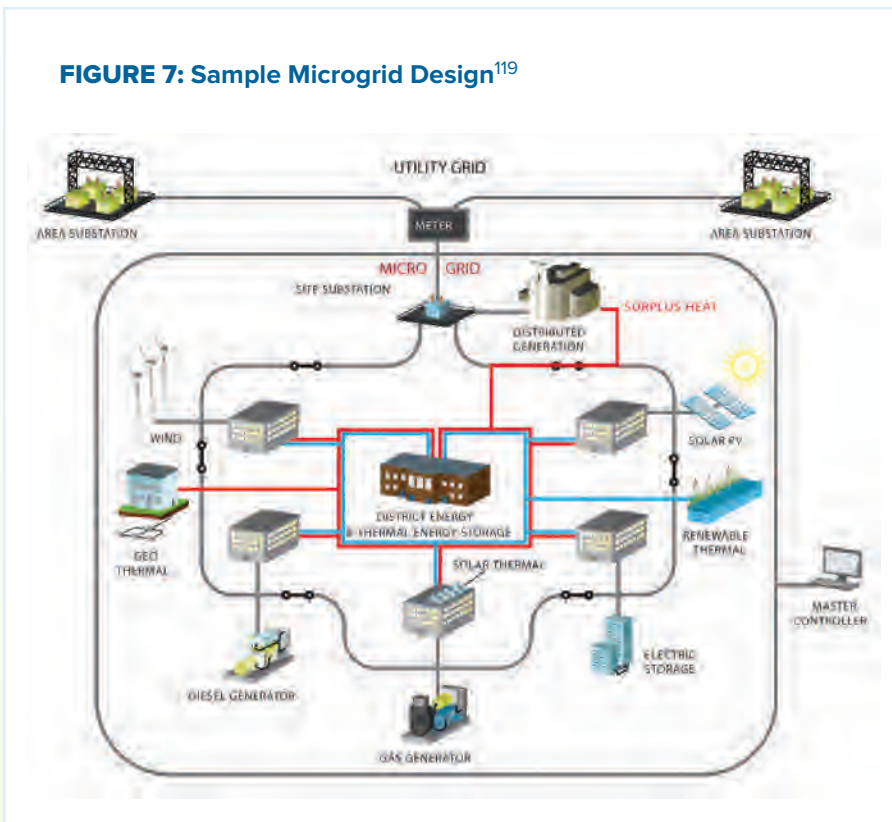 FIGURE 7: Sample Microgrid Design119
UTILITY GRID
AREA SUBSTATION
METER
AREA SUBSTATION
MICRO GRID
SITE SUBSTATION
SURPLUS HEAT
DISTRIBUTED
GENERATION
WIND
SOLAR PV
DISTRICT ENERGY
& THERMAL ENERGY STORAGE
GEO
THERMAL
RENEWABLE
THERMAL
SOLAR THERMAL
MASTER
CONTROLLER
ELECTRIC
STORAGE
DIESEL GENERATOR
GAS GENERATOR